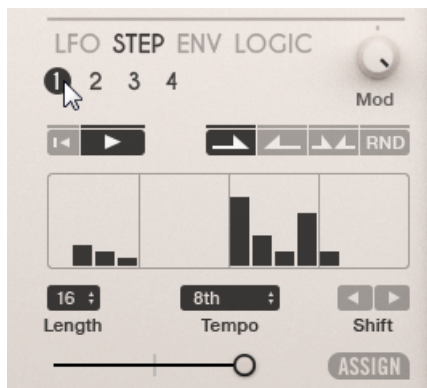 LFO STEP ENV LOGIC
1 2 3 4
Mod
RND
16 8th
Length Tempo Shift
ASSIGN